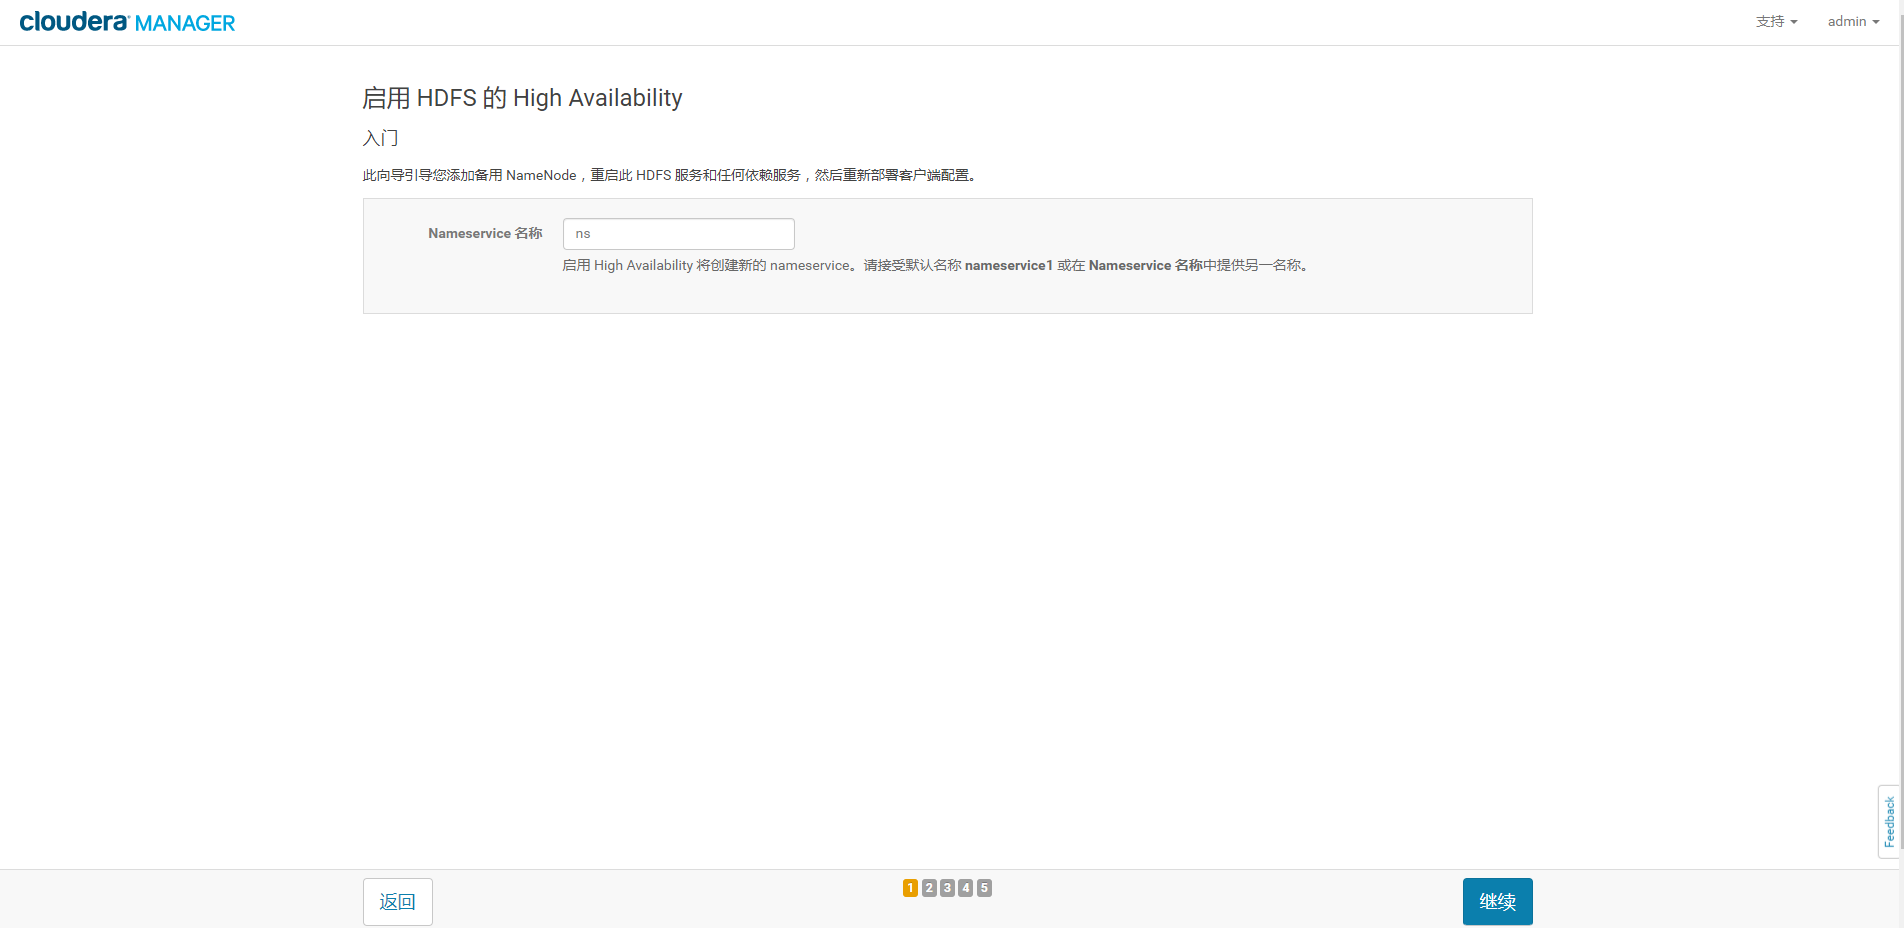 cloudera MANAGER
支持 admin
启用 HDFS 的 High Availability
入门
此向导引导您添加备用 NameNode，重启此 HDFS 服务和任何依赖服务，然后重新部署客户端配置。
Nameservice 名称 ns
启用 High Availability 将创建新的 nameservice。请接受默认名称 nameservice1 或在 Nameservice 名称中提供另一名称。
Feedback
返回 1 2 3 4 5 继续